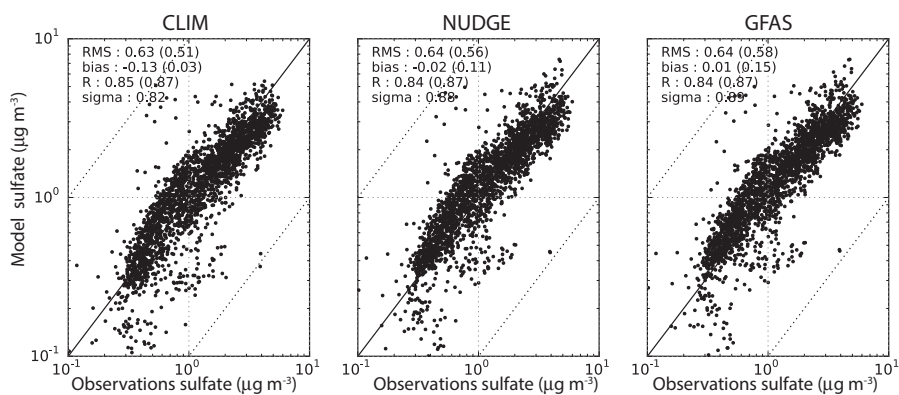 CLIM
NUDGE
GFAS
RMS : 0.63 (0.51)
bias : -0.13 (-0.03)
R : 0.85 (0.87)
sigma : 0.82
RMS : 0.64 (0.56)
bias : -0.02 (0.11)
R : 0.84 (0.87)
sigma : 0.88
RMS : 0.64 (0.58)
bias : 0.01 (0.15)
R : 0.84 (0.87)
sigma : 0.89
Model sulfate (μg m⁻³)
10¹
10⁰
10⁻¹
10⁻¹ 10⁰ 10¹
10⁻¹ 10⁰ 10¹
10⁻¹ 10⁰ 10¹
Observations sulfate (μg m⁻³)
Observations sulfate (μg m⁻³)
Observations sulfate (μg m⁻³)